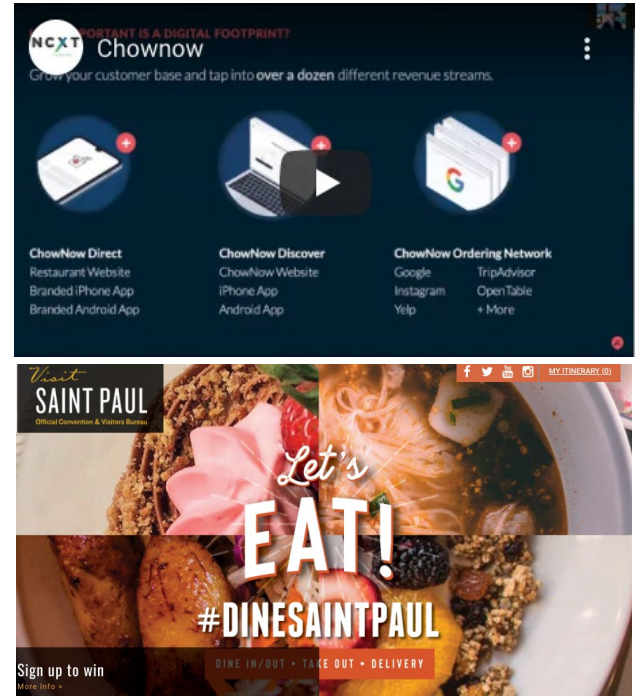 NCXT
Chownow
PORTANT IS A DIGITAL FOOTPRINT?
Grow your customer base and tap into over a dozen different revenue streams.
ChowNow Direct
Restaurant Website
Branded iPhone App
Branded Android App
ChowNow Discover
ChowNow Website
iPhone App
Android App
ChowNow Ordering Network
Google TripAdvisor
Instagram OpenTable
Yelp + More
Visit
SAINT PAUL
Official Convention & Visitors Bureau
You Tube
MY ITINERARY (0)
Let's
EAT!
#DINESAINTPAUL
DINE IN/OUT • TAKE OUT • DELIVERY
Sign up to win
More Info >